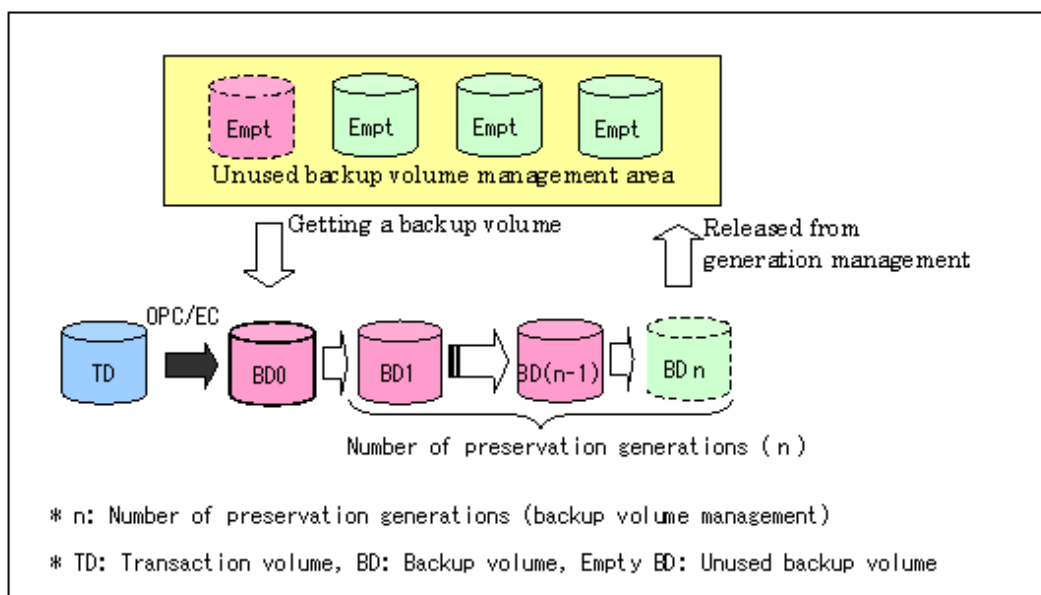 Empt Empt Empt Empt
Unused backup volume management area
Getting a backup volume
Released from
generation management
OPC/EC
TD BD0 BD1 BD(n-1) BDn
Number of preservation generations (n)
* n: Number of preservation generations (backup volume management)
* TD: Transaction volume, BD: Backup volume, Empty BD: Unused backup volume